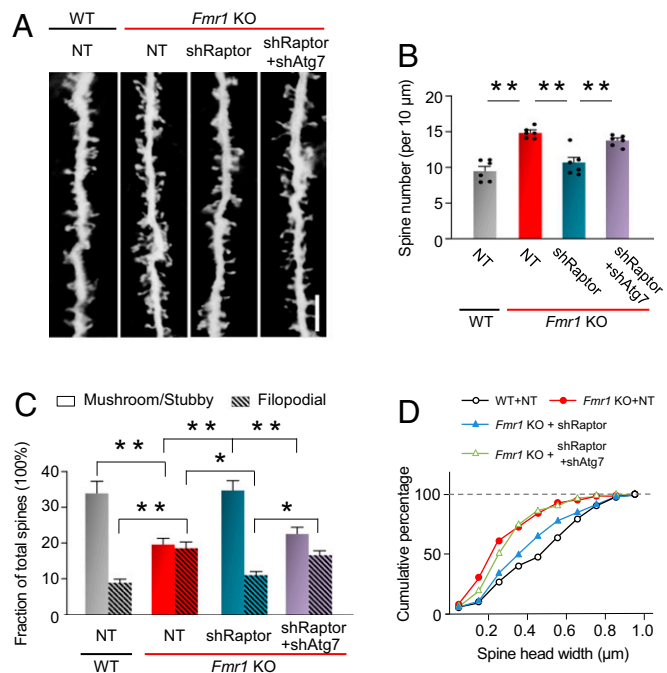 A
WT
Fmr1 KO
NT
NT
shRaptor
shRaptor
+shAtg7
B
** ** **
Spine number (per 10 µm)
20
15
10
5
0
NT
NT
shRaptor
shRaptor
+shAtg7
WT
Fmr1 KO
C
Mushroom/Stubby
Filopodial
** ** **
** * *
Fraction of total spines (100%)
40
30
20
10
0
NT
NT
shRaptor
shRaptor
+shAtg7
WT
Fmr1 KO
D
WT+NT
Fmr1 KO+NT
Fmr1 KO + shRaptor
Fmr1 KO + shRaptor
+shAtg7
Cumulative percentage
100
50
0
0.2 0.4 0.6 0.8 1.0
Spine head width (µm)